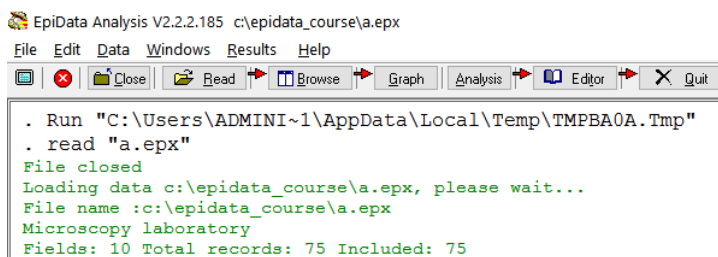 EpiData Analysis V2.2.2.185 c:\epidata_course\a.epx
File Edit Data Windows Results Help
Close Read Browse Graph Analysis Editor Quit
. Run "C:\Users\ADMINI~1\AppData\Local\Temp\TMPBA0A.Tmp"
. read "a.epx"
File closed
Loading data c:\epidata_course\a.epx, please wait...
File name :c:\epidata_course\a.epx
Microscopy laboratory
Fields: 10 Total records: 75 Included: 75